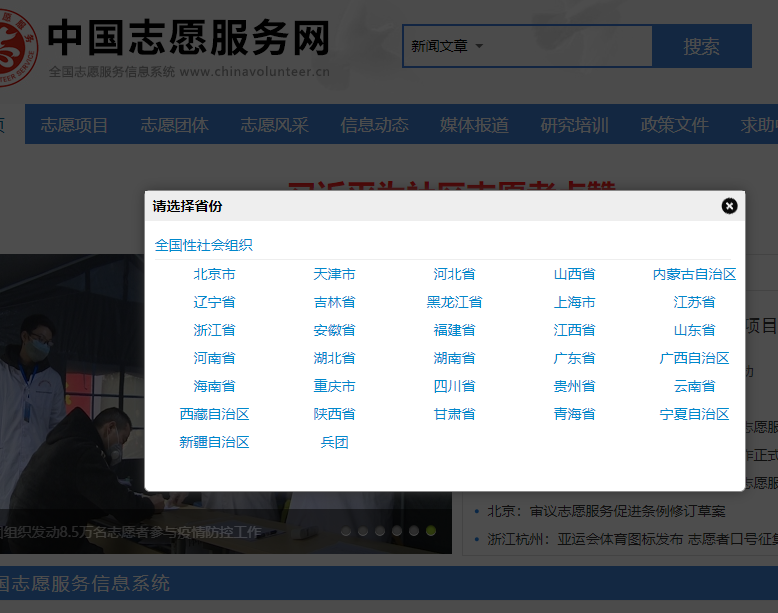 中国志愿服务网
全国志愿服务信息系统 www.chinavolunteer.cn
新闻文章
搜索
志愿项目 志愿团体 志愿风采 信息动态 媒体报道 研究培训 政策文件 求助
请选择省份
全国性社会组织
北京市 天津市 河北省 山西省 内蒙古自治区
辽宁省 吉林省 黑龙江省 上海市 江苏省
浙江省 安徽省 福建省 江西省 山东省
河南省 湖北省 湖南省 广东省 广西自治区
海南省 重庆市 四川省 贵州省 云南省
西藏自治区 陕西省 甘肃省 青海省 宁夏自治区
新疆自治区 兵团
项目
志愿服
作正式
志愿服
北京：审议志愿服务促进条例修订草案
浙江杭州：亚运会体育图标发布 志愿者口号征集
组织发动8.5万名志愿者参与疫情防控工作
国志愿服务信息系统